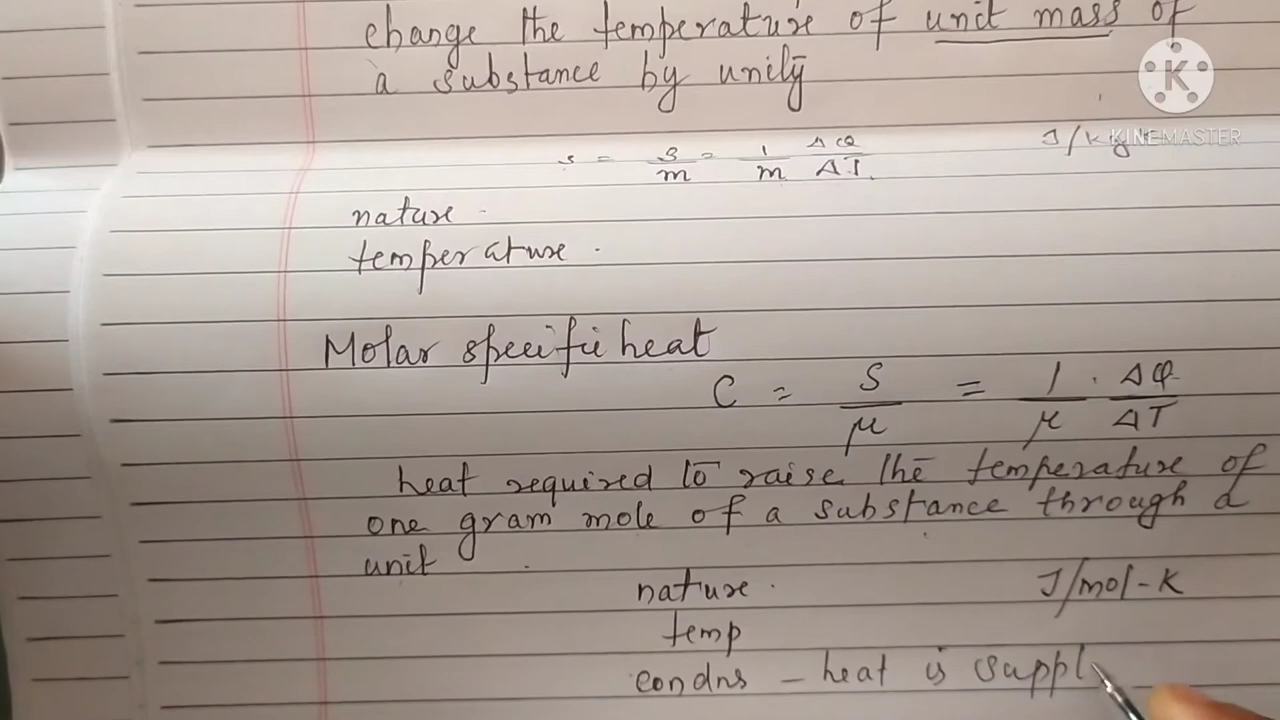 change the temperature of unit mass of
a substance by unity
K
s = S/m = 1/m ΔQ/ΔT.
J/kg
KINEMASTER
nature.
temperature.
Molar specific heat
C = S/μ = 1/μ . ΔQ/ΔT
heat required to raise the temperature of
one gram mole of a substance through a
unit.
nature.
J/mol-K
temp
condns - heat is suppl